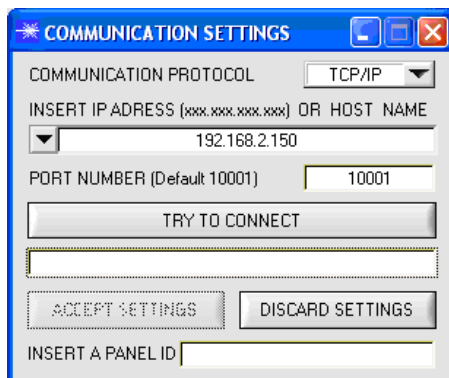 COMMUNICATION SETTINGS
COMMUNICATION PROTOCOL TCP/IP
INSERT IP ADRESS (xxx.xxx.xxx.xxx) OR HOST NAME
192.168.2.150
PORT NUMBER (Default 10001) 10001
TRY TO CONNECT
ACCEPT SETTINGS DISCARD SETTINGS
INSERT A PANEL ID